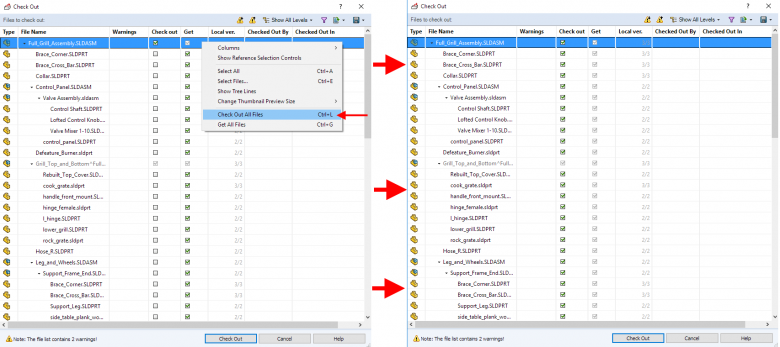 Check Out
Files to check out:
Show All Levels
Type File Name Warnings Check out Get Local ver. Checked Out By Checked Out In
Full_Grill_Assembly.SLDASM
Brace_Corner.SLDPRT
Brace_Cross_Bar.SLDPRT
Collar.SLDPRT
Control_Panel.SLDASM
Valve Assembly.sldasm
Control Shaft.SLDPRT
Lofted Control Knob....
Valve Mixer 1-10.SLD...
control_panel.SLDPRT 2/2
Defeature_Burner.sldprt 2/2
Grill_Top_and_Bottom^Full... 3/3
Rebuilt_Top_Cover.SLD... 2/2
cook_grate.sldprt 3/3
handle_front_mount.SL... 2/2
hinge_female.sldprt 2/2
l_hinge.SLDPRT 2/2
lower_grill.SLDPRT 2/2
rock_grate.sldprt 2/2
Hose_R.SLDPRT 2/2
Leg_and_Wheels.SLDASM 2/2
Support_Frame_End.SLD... 2/2
Brace_Corner.SLDPRT 3/3
Brace_Cross_Bar.SLD... 3/3
Support_Leg.SLDPRT 2/2
side_table_plank_wo... 2/2
Columns
Show Reference Selection Controls
Select All Ctrl+A
Select Files... Ctrl+E
Show Tree Lines
Change Thumbnail Preview Size
Check Out All Files Ctrl+L
Get All Files Ctrl+G
Note: The file list contains 2 warnings!
Check Out Cancel Help
Check Out
Files to check out:
Show All Levels
Type File Name Warnings Check out Get Local ver. Checked Out By Checked Out In
Full_Grill_Assembly.SLDASM
Brace_Corner.SLDPRT 3/3
Brace_Cross_Bar.SLDPRT 3/3
Collar.SLDPRT 3/3
Control_Panel.SLDASM 2/2
Valve Assembly.sldasm 2/2
Control Shaft.SLDPRT 2/2
Lofted Control Knob.... 2/2
Valve Mixer 1-10.SLD... 2/2
control_panel.SLDPRT 2/2
Defeature_Burner.sldprt 2/2
Grill_Top_and_Bottom^Full... 3/3
Rebuilt_Top_Cover.SLD... 2/2
cook_grate.sldprt 3/3
handle_front_mount.SL... 2/2
hinge_female.sldprt 2/2
l_hinge.SLDPRT 2/2
lower_grill.SLDPRT 2/2
rock_grate.sldprt 2/2
Hose_R.SLDPRT 2/2
Leg_and_Wheels.SLDASM 2/2
Support_Frame_End.SLD... 2/2
Brace_Corner.SLDPRT 3/3
Brace_Cross_Bar.SLD... 3/3
Support_Leg.SLDPRT 2/2
side_table_plank_wo... 2/2
Note: The file list contains 2 warnings!
Check Out Cancel Help